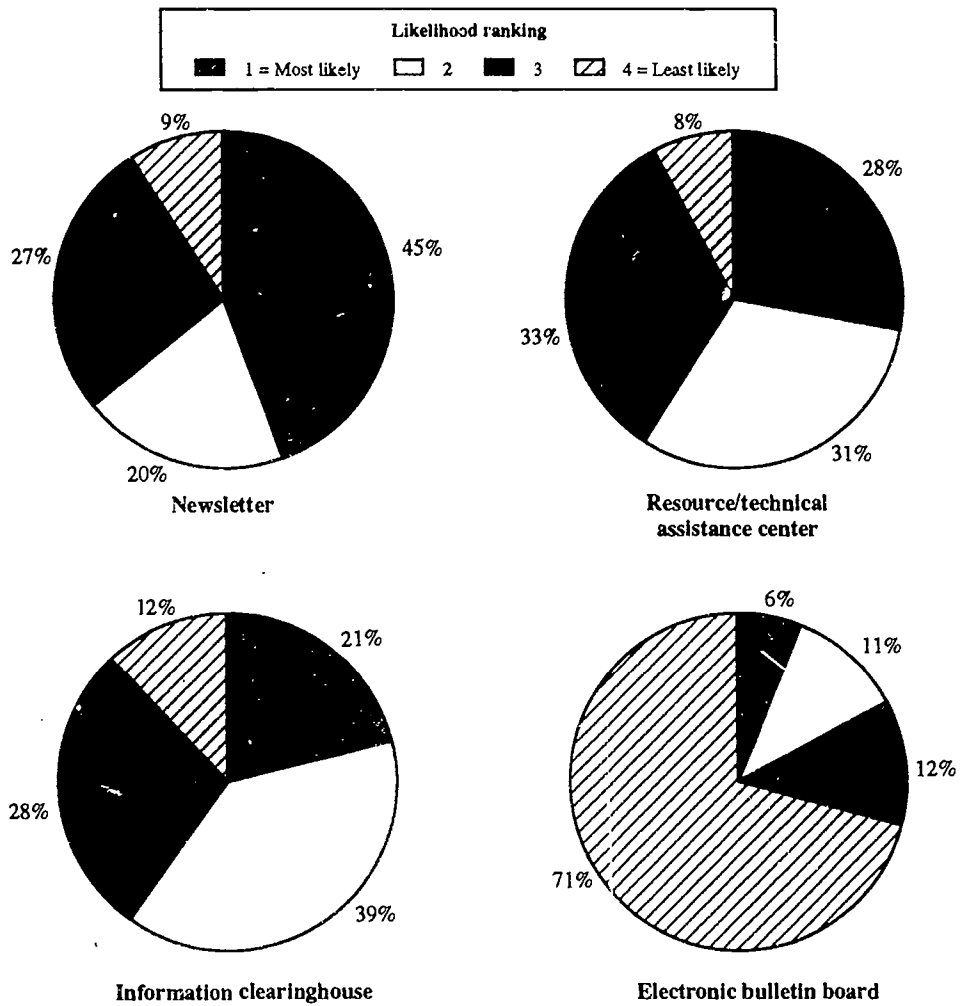 Likelihood ranking
1 = Most likely 2 3 4 = Least likely
9%
45%
27%
20%
Newsletter
8%
28%
33%
31%
Resource/technical
assistance center
12%
21%
28%
39%
Information clearinghouse
6%
11%
12%
71%
Electronic bulletin board